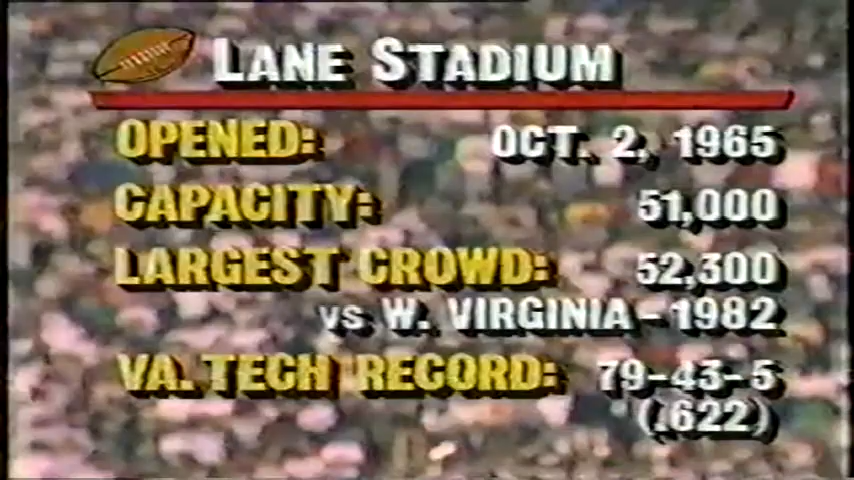 LANE STADIUM
OPENED: OCT. 2, 1965
CAPACITY: 51,000
LARGEST CROWD: 52,300
vs. W. VIRGINIA-1982
VA. TECH RECORD: 79-43-5
(.622)